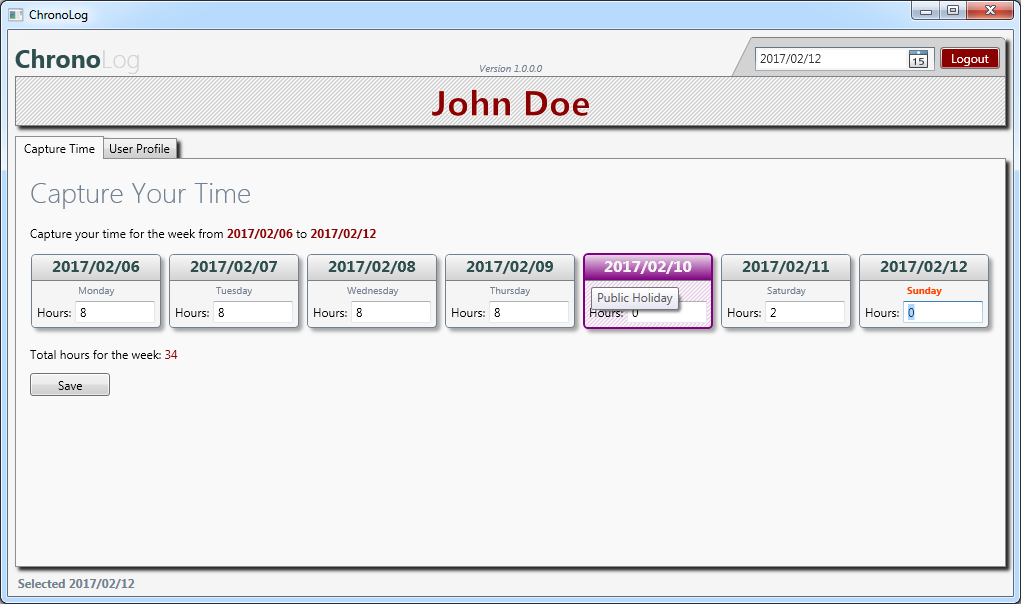 ChronoLog
ChronoLog
Version 1.0.0.0
2017/02/12
15
Logout
John Doe
Capture Time
User Profile
Capture Your Time
Capture your time for the week from 2017/02/06 to 2017/02/12
2017/02/06
Monday
Hours: 8
2017/02/07
Tuesday
Hours: 8
2017/02/08
Wednesday
Hours: 8
2017/02/09
Thursday
Hours: 8
2017/02/10
Public Holiday
Hours: 0
2017/02/11
Saturday
Hours: 2
2017/02/12
Sunday
Hours: 0
Total hours for the week: 34
Save
Selected 2017/02/12